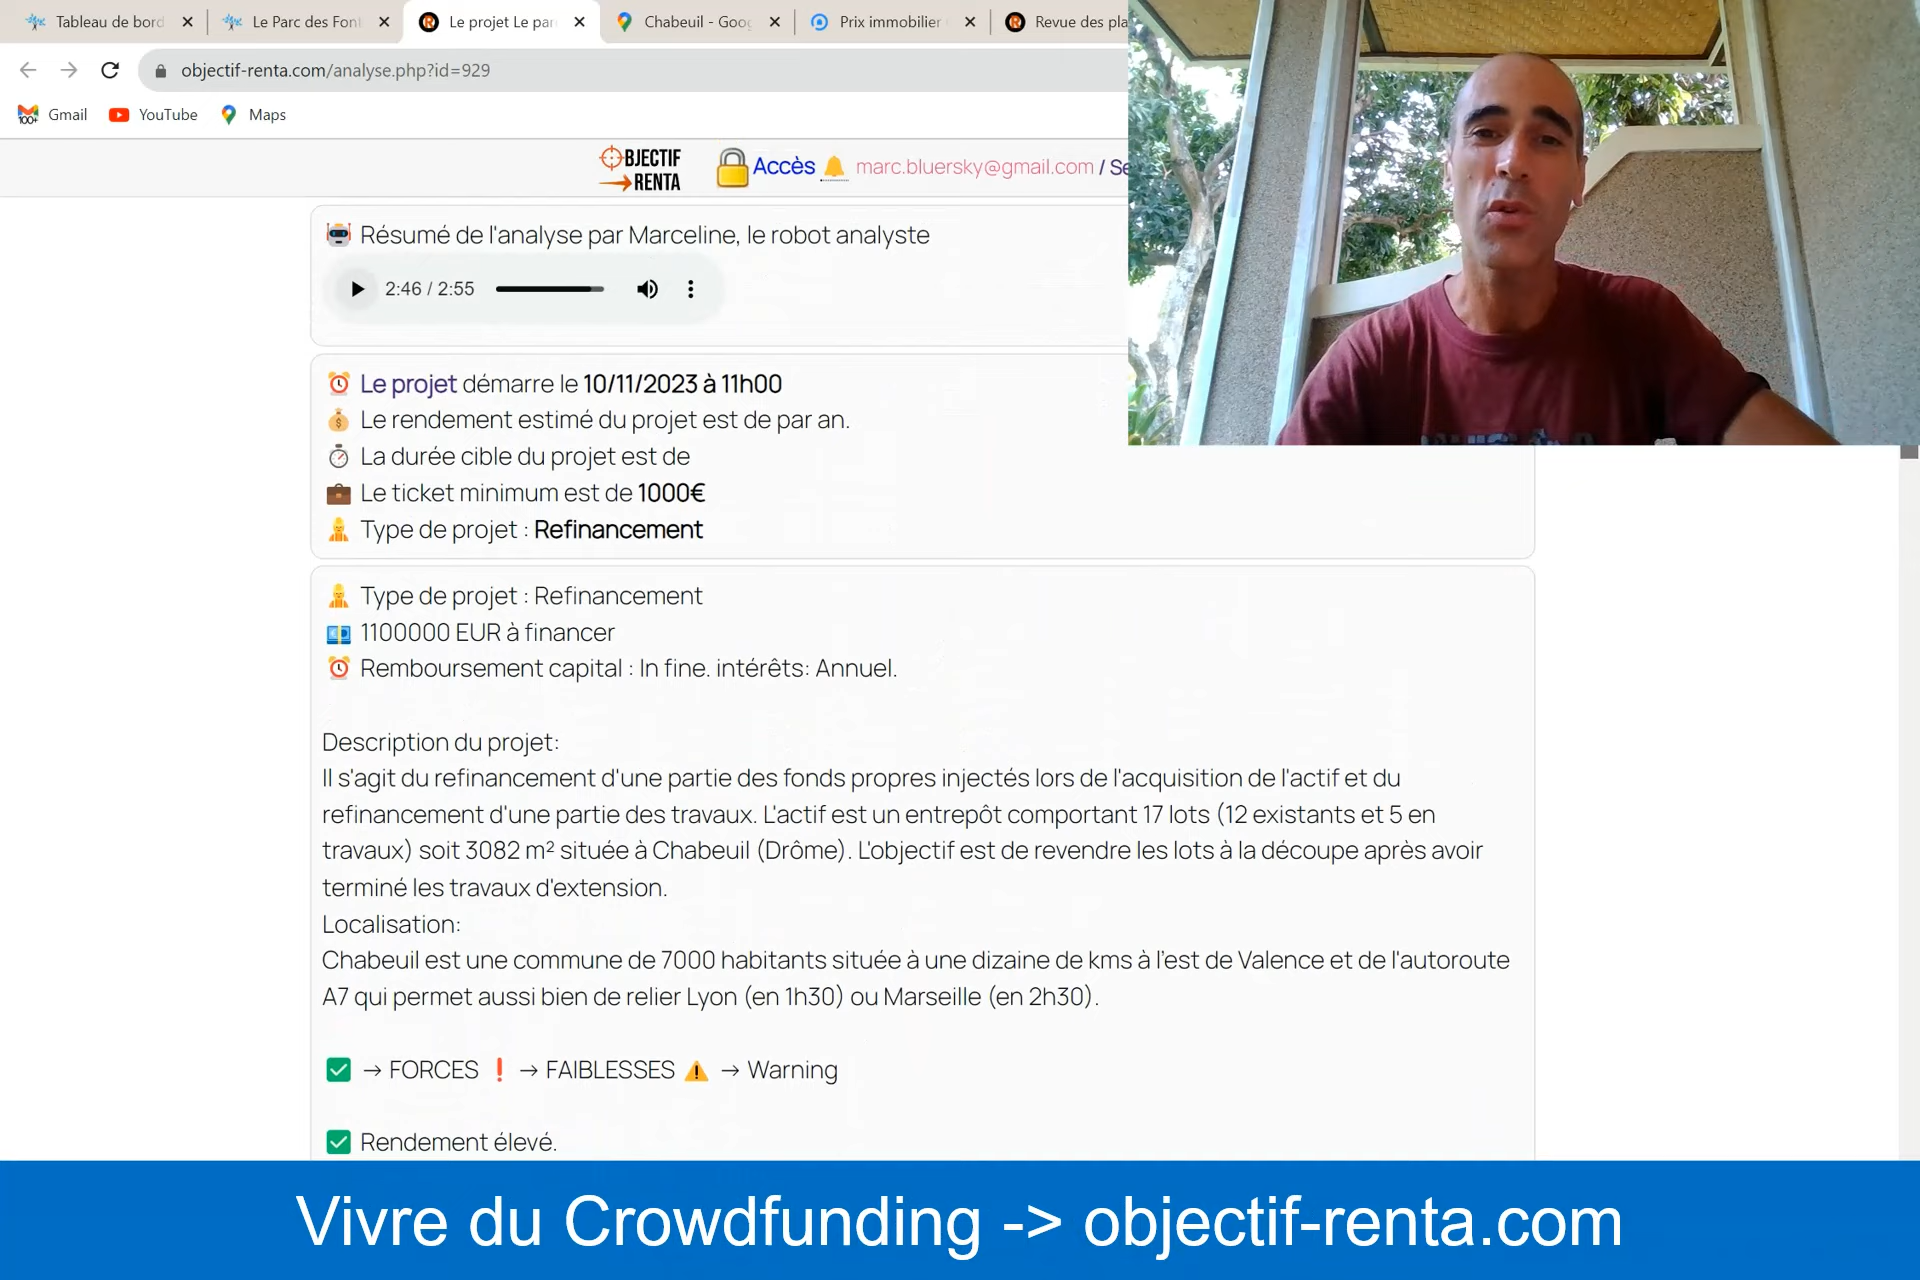 Tableau de bord
Le Parc des Font
Le projet Le par
Chabeuil - Goog
Prix immobilier
Revue des pla
objectif-renta.com/analyse.php?id=929
Gmail
YouTube
Maps
OBJECTIF
RENTA
Accès
marc.bluersky@gmail.com / Se
Résumé de l'analyse par Marceline, le robot analyste
2:46 / 2:55
Le projet démarre le 10/11/2023 à 11h00
Le rendement estimé du projet est de par an.
La durée cible du projet est de
Le ticket minimum est de 1000€
Type de projet : Refinancement
Type de projet : Refinancement
1100000 EUR à financer
Remboursement capital : In fine. intérêts: Annuel.
Description du projet:
Il s'agit du refinancement d'une partie des fonds propres injectés lors de l'acquisition de l'actif et du
refinancement d'une partie des travaux. L'actif est un entrepôt comportant 17 lots (12 existants et 5 en
travaux) soit 3082 m² située à Chabeuil (Drôme). L'objectif est de revendre les lots à la découpe après avoir
terminé les travaux d'extension.
Localisation:
Chabeuil est une commune de 7000 habitants située à une dizaine de kms à l'est de Valence et de l'autoroute
A7 qui permet aussi bien de relier Lyon (en 1h30) ou Marseille (en 2h30).
✅ → FORCES ❗ → FAIBLESSES ⚠ → Warning
✅ Rendement élevé.
Vivre du Crowdfunding -> objectif-renta.com